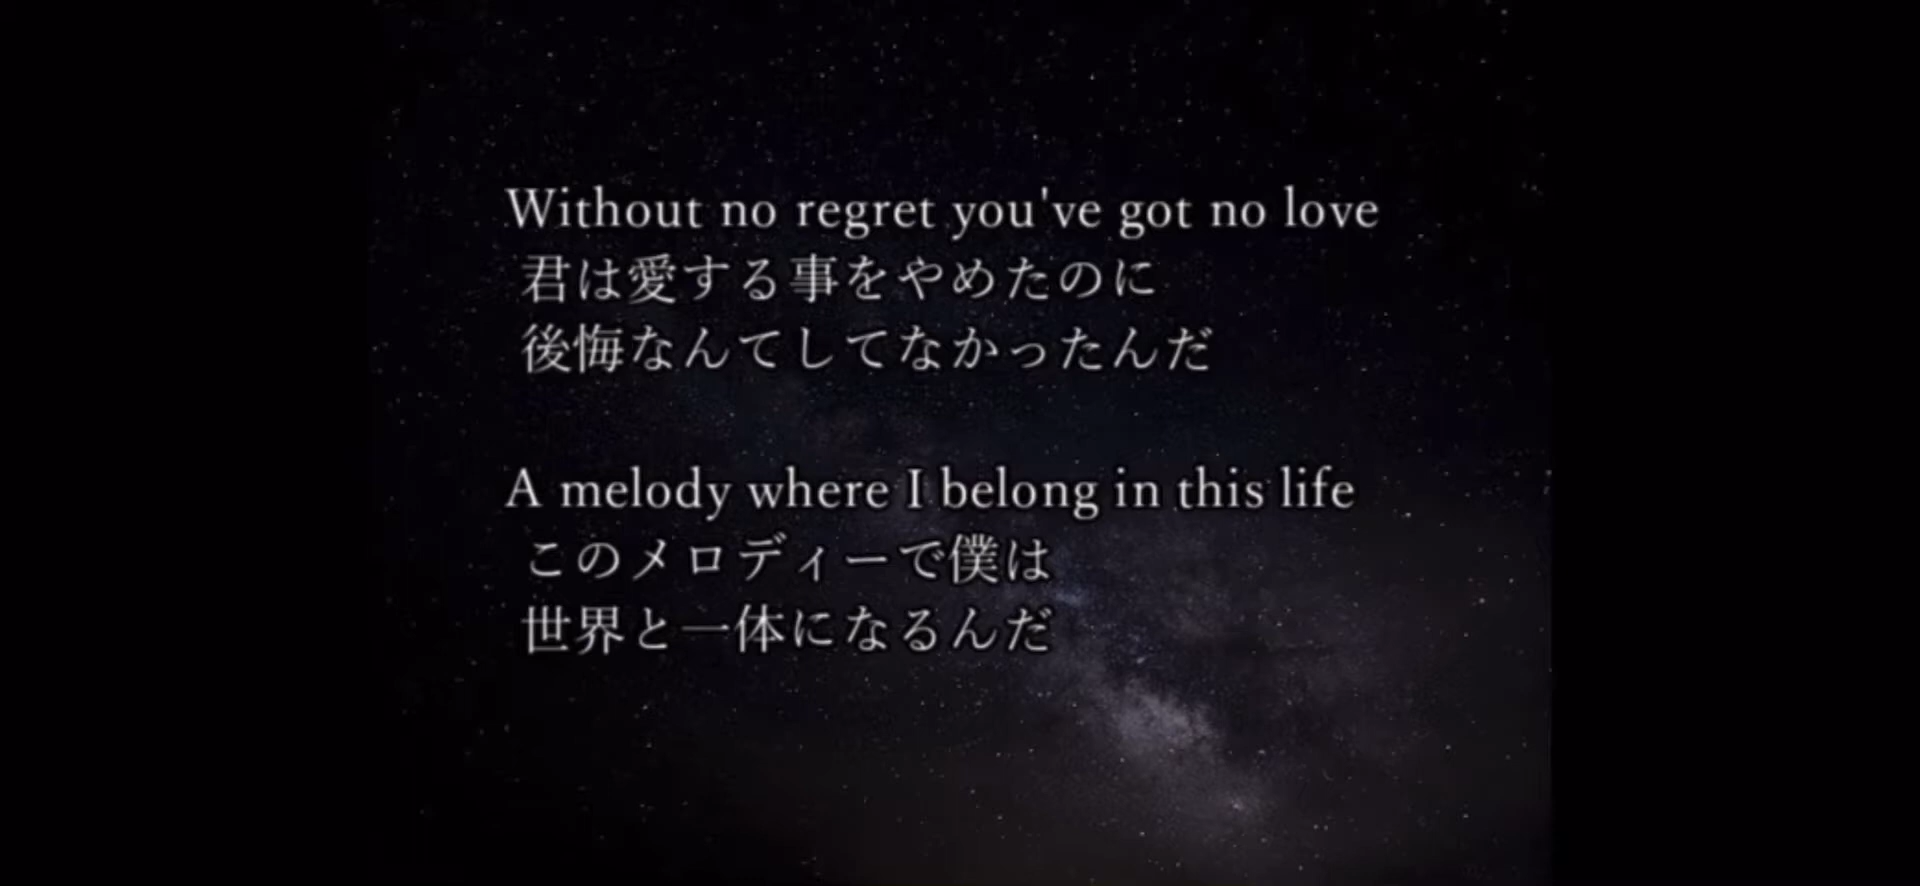 Without no regret you've got no love
君は愛する事をやめたのに
後悔なんてしてなかったんだ
A melody where I belong in this life
このメロディーで僕は
世界と一体になるんだ